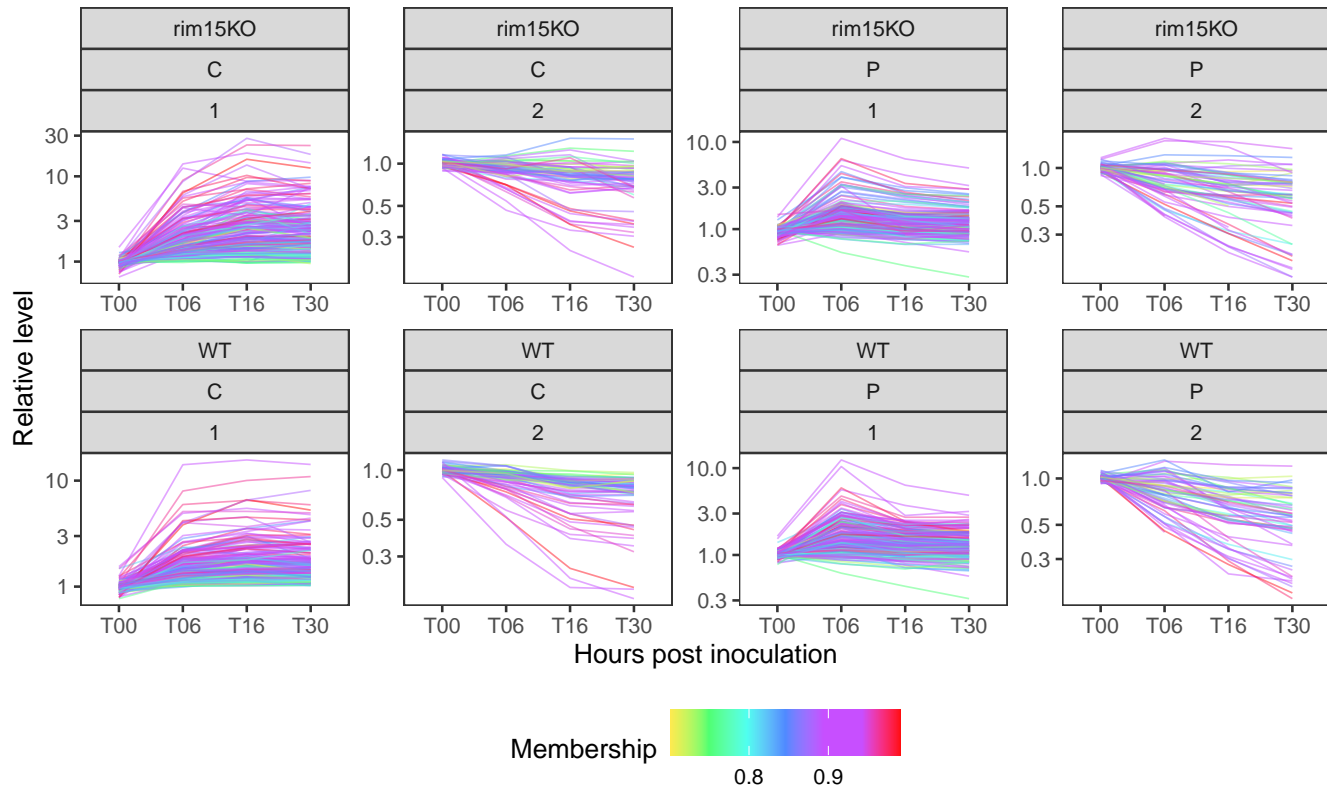 rim15KO rim15KO rim15KO rim15KO
C C P P
1 2 1 2
30
10
3
1
1.0
0.5
0.3
10.0
3.0
1.0
0.3
1.0
0.5
0.3
T00 T06 T16 T30 T00 T06 T16 T30 T00 T06 T16 T30 T00 T06 T16 T30
Relative level
WT WT WT WT
C C P P
1 2 1 2
10
3
1
1.0
0.5
0.3
10.0
3.0
1.0
0.3
1.0
0.5
0.3
T00 T06 T16 T30 T00 T06 T16 T30 T00 T06 T16 T30 T00 T06 T16 T30
Hours post inoculation
Membership
0.8 0.9